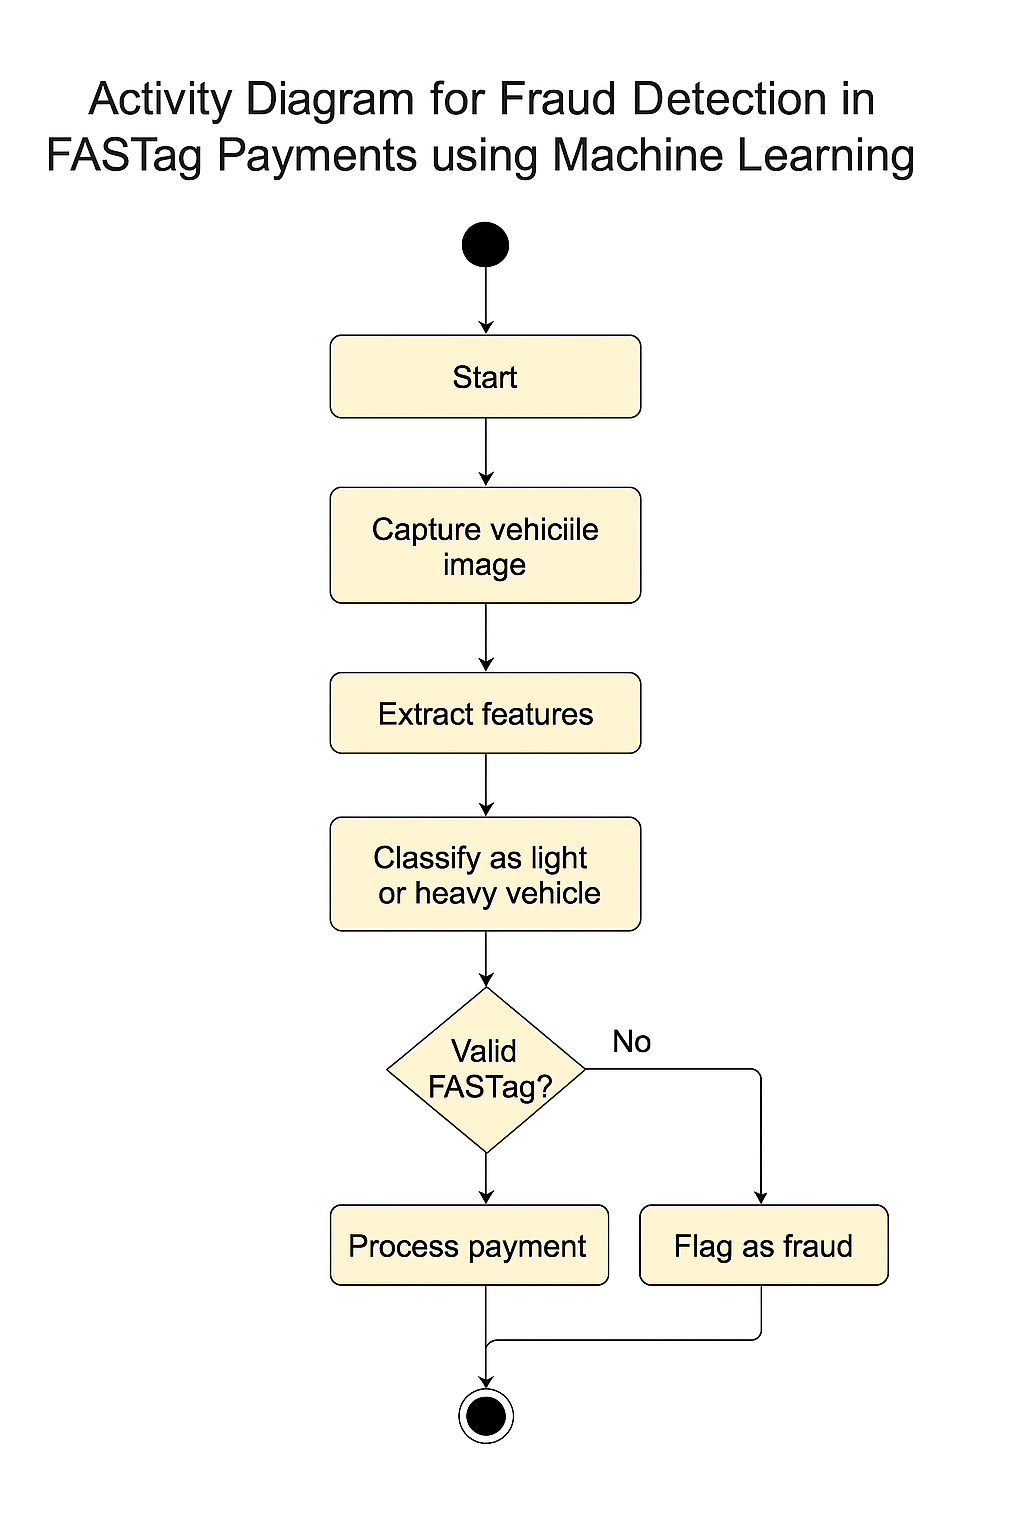 Activity Diagram for Fraud Detection in
FASTag Payments using Machine Learning
Start
Capture vehiciile
image
Extract features
Classify as light
or heavy vehicle
Valid
FASTag?
No
Process payment
Flag as fraud